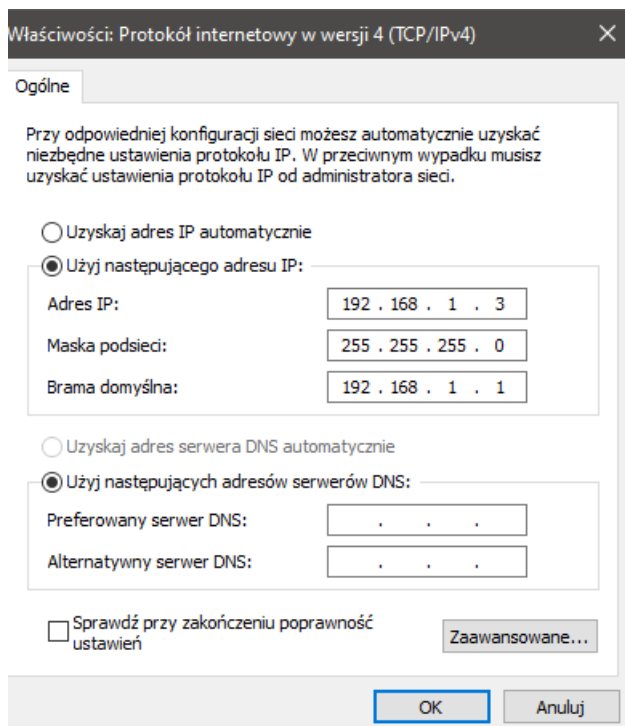 Właściwości: Protokół internetowy w wersji 4 (TCP/IPv4)
Ogólne
Przy odpowiedniej konfiguracji sieci możesz automatycznie uzyskać
niezbędne ustawienia protokołu IP. W przeciwnym wypadku musisz
uzyskać ustawienia protokołu IP od administratora sieci.
Uzyskaj adres IP automatycznie
Użyj następującego adresu IP:
Adres IP: 192 . 168 . 1 . 3
Maska podsieci: 255 . 255 . 255 . 0
Brama domyślna: 192 . 168 . 1 . 1
Uzyskaj adres serwera DNS automatycznie
Użyj następujących adresów serwerów DNS:
Preferowany serwer DNS: . . .
Alternatywny serwer DNS: . . .
Sprawdź przy zakończeniu poprawność
ustawień
Zaawansowane...
OK Anuluj